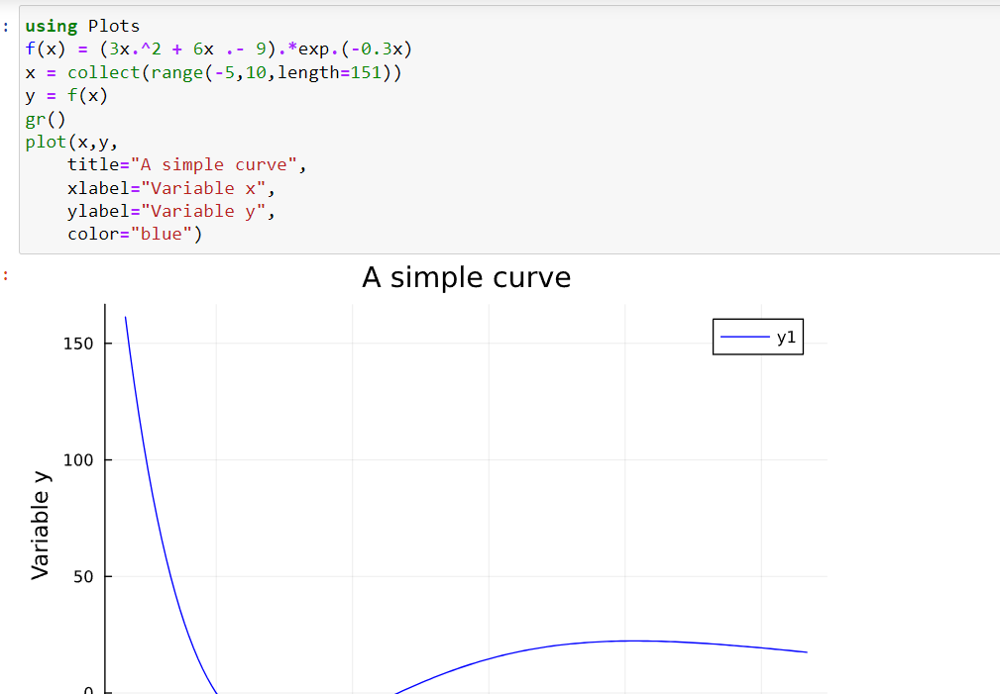 :
using Plots
f(x) = (3x.^2 + 6x .- 9).*exp.(-0.3x)
x = collect(range(-5,10,length=151))
y = f(x)
gr()
plot(x,y,
    title="A simple curve",
    xlabel="Variable x",
    ylabel="Variable y",
    color="blue")
:
A simple curve
y1
150
100
Variable y
50
0